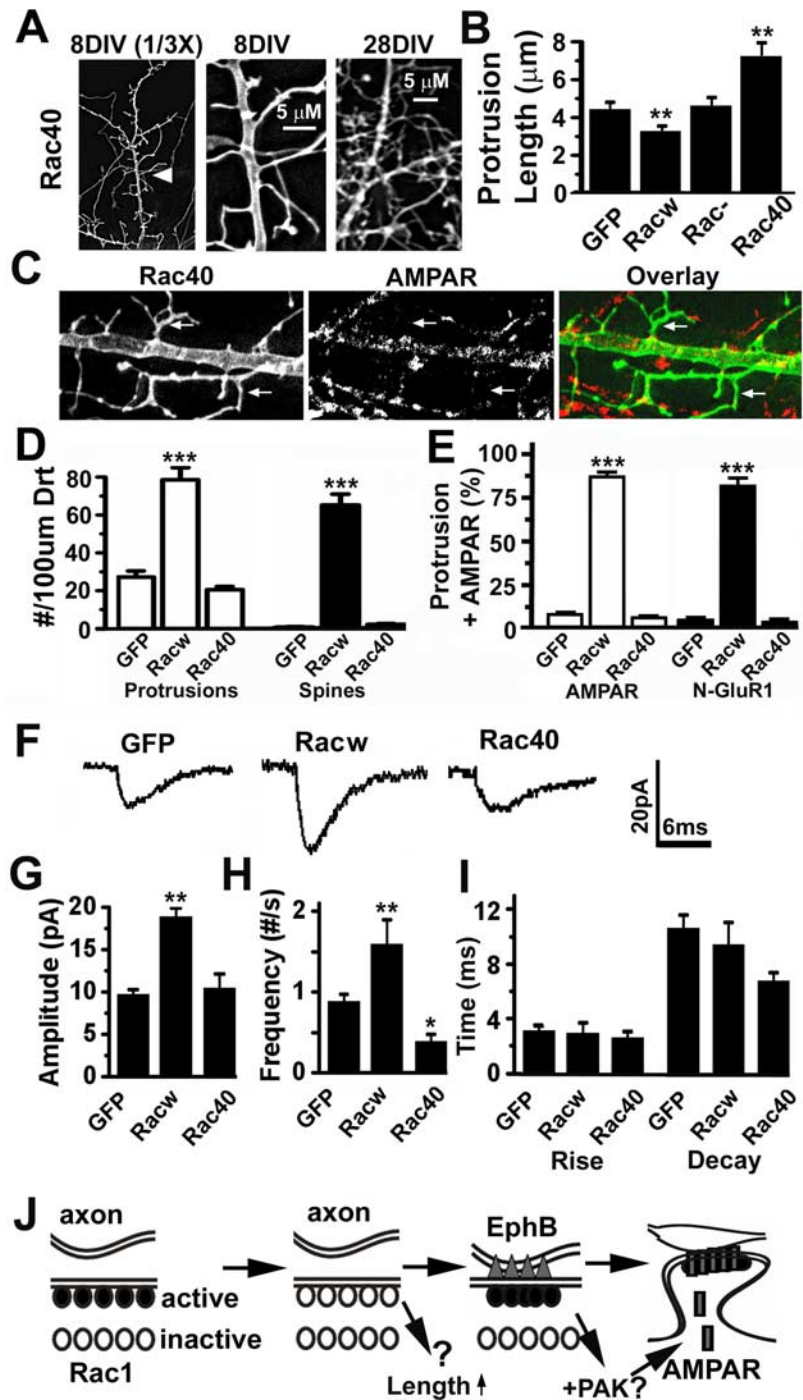 A
8DIV (1/3X) 8DIV 28DIV
Rac40
5 μM
5 μM
B
Protrusion
Length (μm)
8
6
4
2
0
**
**
GFP Racw Rac- Rac40
C
Rac40 AMPAR Overlay
D
#/100um Drt
80
60
40
20
0
***
***
GFP Racw Rac40 GFP Racw Rac40
Protrusions Spines
E
Protrusion
+ AMPAR (%)
100
75
50
25
0
***
***
GFP Racw Rac40 GFP Racw Rac40
AMPAR N-GluR1
F
GFP Racw Rac40
20pA
6ms
G
Amplitude (pA)
20
15
10
5
0
**
GFP Racw Rac40
H
Frequency (#/s)
2
1
0
**
*
GFP Racw Rac40
I
Time (ms)
12
9
6
3
0
GFP Racw Rac40 GFP Racw Rac40
Rise Decay
J
axon axon EphB
active
inactive
Rac1
?
Length
+PAK?
AMPAR